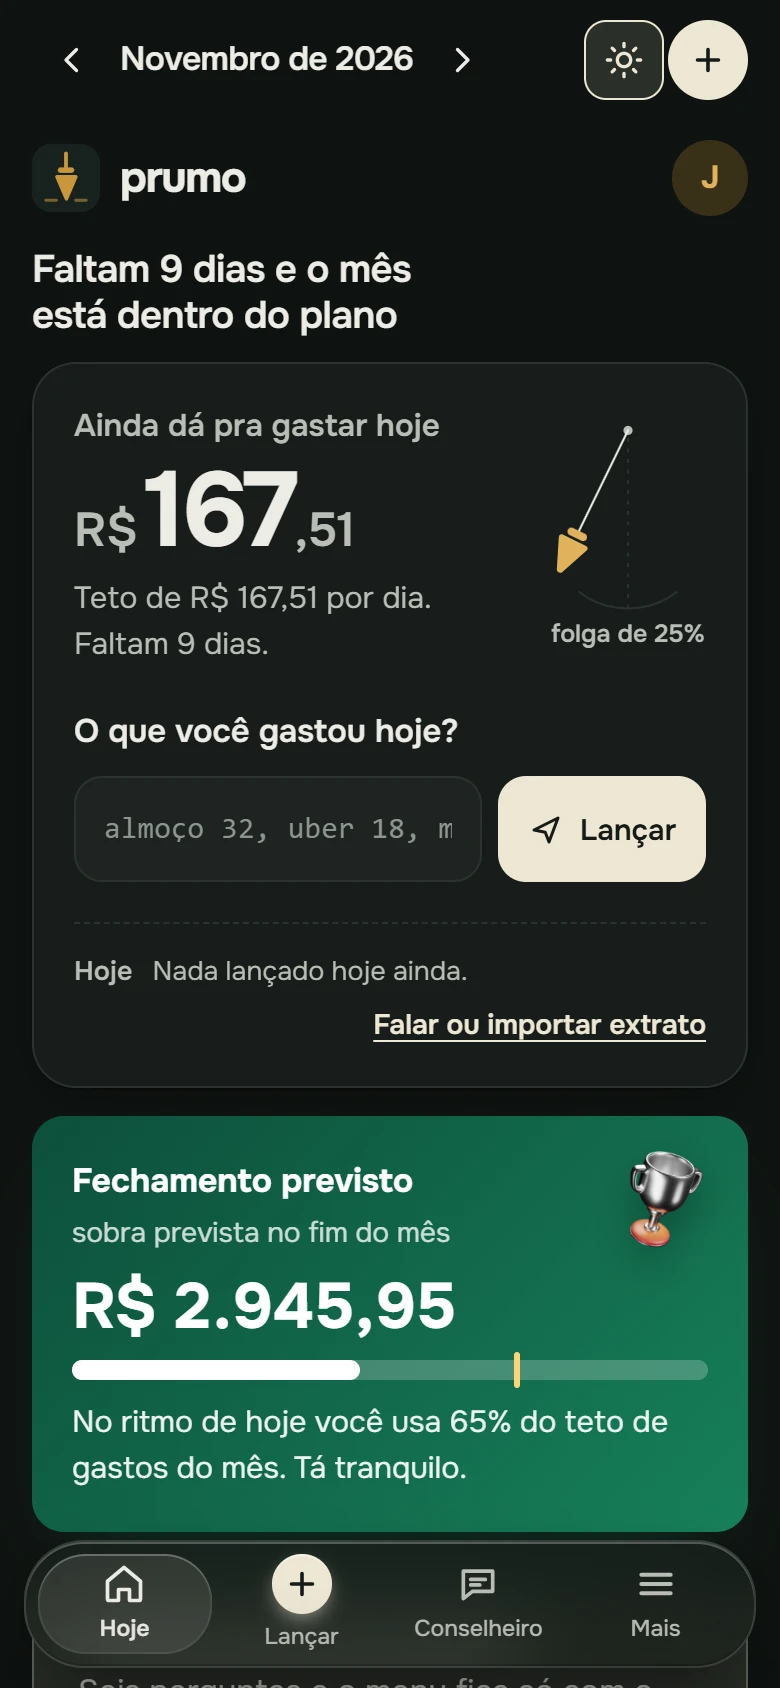 Novembro de 2026
prumo
J
Faltam 9 dias e o mês
está dentro do plano
Ainda dá pra gastar hoje
R$ 167,51
Teto de R$ 167,51 por dia.
Faltam 9 dias.
folga de 25%
O que você gastou hoje?
almoço 32, uber 18, m
Lançar
Hoje Nada lançado hoje ainda.
Falar ou importar extrato
Fechamento previsto
sobra prevista no fim do mês
R$ 2.945,95
No ritmo de hoje você usa 65% do teto de
gastos do mês. Tá tranquilo.
Hoje
Lançar
Conselheiro
Mais